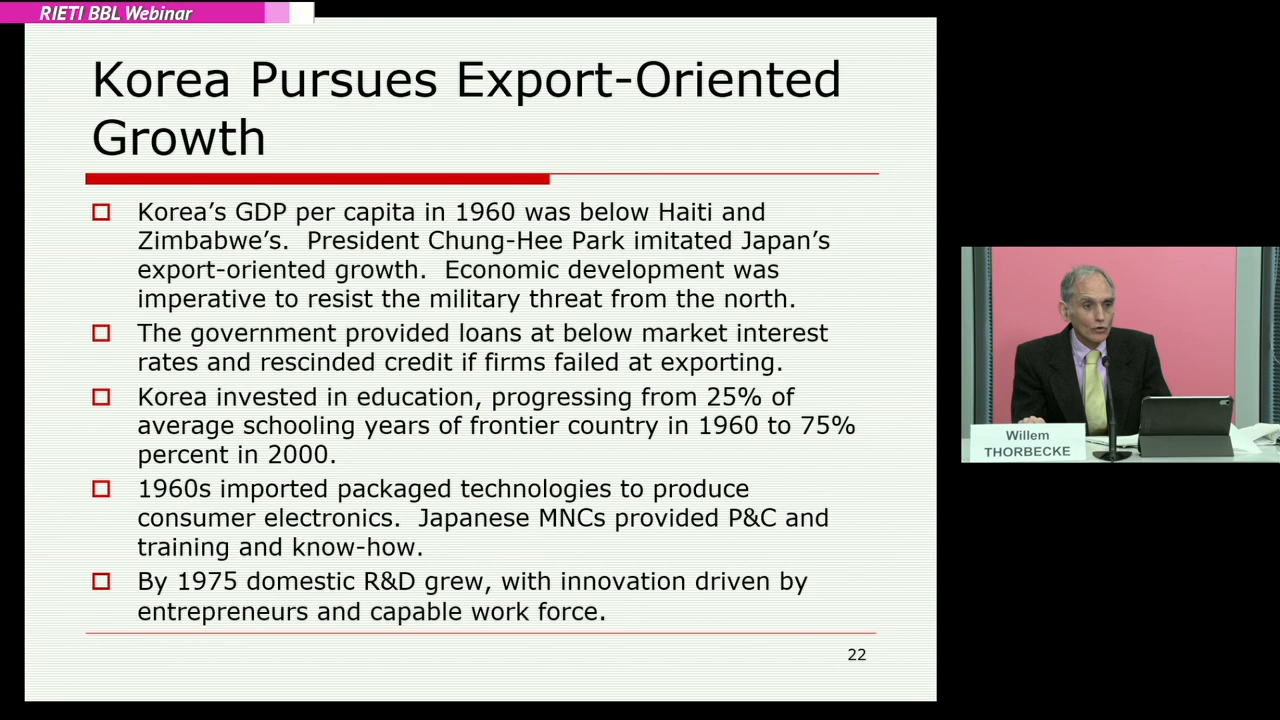 RIETI BBL Webinar
Korea Pursues Export-Oriented
Growth
Korea’s GDP per capita in 1960 was below Haiti and
Zimbabwe’s.  President Chung-Hee Park imitated Japan’s
export-oriented growth.  Economic development was
imperative to resist the military threat from the north.
The government provided loans at below market interest
rates and rescinded credit if firms failed at exporting.
Korea invested in education, progressing from 25% of
average schooling years of frontier country in 1960 to 75%
percent in 2000.
1960s imported packaged technologies to produce
consumer electronics.  Japanese MNCs provided P&C and
training and know-how.
By 1975 domestic R&D grew, with innovation driven by
entrepreneurs and capable work force.
22
Willem
THORBECKE